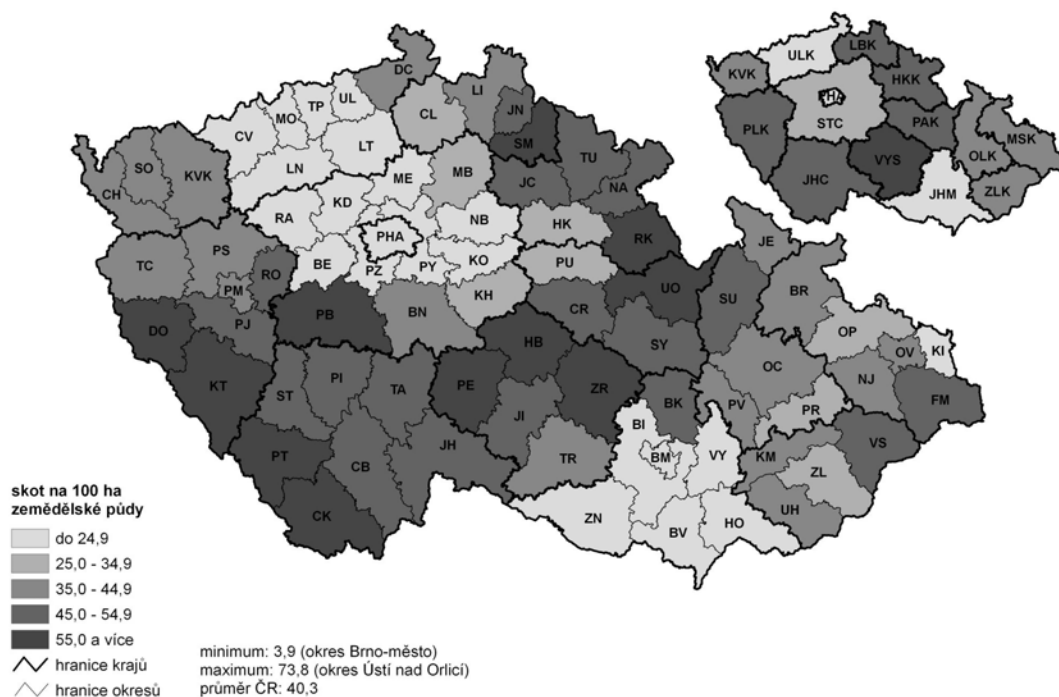 DC
LI
JN
CL
SM
UL
TP
MO
CV
LT
LN
TU
JC
NA
ME
MB
SO
KVK
CH
KD
RA
NB
HK
RK
PHA
KO
PU
BE
PZ
PY
PS
TC
RO
PM
KH
UO
JE
BR
SU
PB
BN
CR
DO
PJ
HB
SY
OP
OV
KI
KT
ST
PI
TA
PE
ZR
OC
NJ
FM
JI
BK
PV
PR
BI
JH
PT
CB
TR
BM
VY
KM
VS
ZL
CK
ZN
BV
HO
UH
ULK
LBK
KVK
HKK
PHA
STC
PLK
PAK
MSK
VYS
OLK
JHC
JHM
ZLK
skot na 100 ha
zemědělské půdy
do 24,9
25,0 - 34,9
35,0 - 44,9
45,0 - 54,9
55,0 a více
hranice krajů
hranice okresů
minimum: 3,9 (okres Brno-město)
maximum: 73,8 (okres Ústí nad Orlicí)
průměr ČR: 40,3